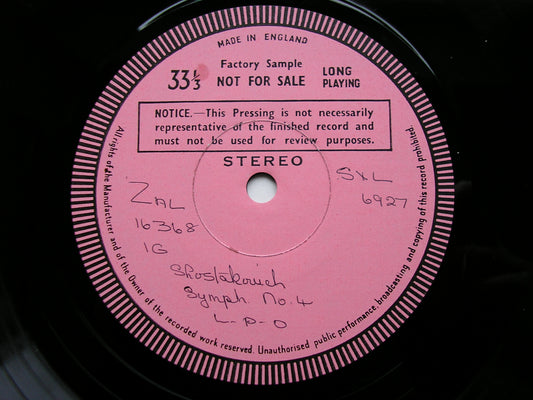 MADE IN ENGLAND
Factory Sample
33⅓ NOT FOR SALE LONG PLAYING
NOTICE.—This Pressing is not necessarily
representative of the finished record and
must not be used for review purposes.
STEREO
ZAL
16368
1G
SXL
6927
Shostakovich
Symph. No. 4
L-P-O
All rights of the Manufacturer and of the Owner of the recorded work reserved. Unauthorised public performance, broadcasting and copying of this record prohibited.